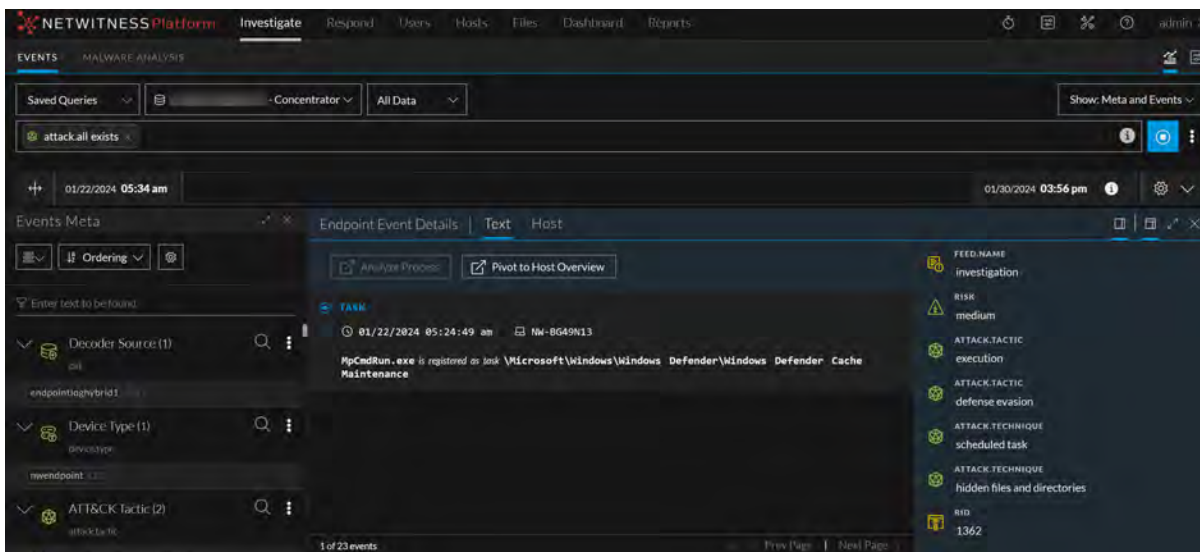 NETWITNESS Platform Investigate Respond Users Hosts Files Dashboard Reports admin
EVENTS MALWARE ANALYSIS
Saved Queries - Concentrator All Data Show: Meta and Events
attack.all exists ×
01/22/2024 05:34 am 01/30/2024 03:56 pm
Events Meta
Endpoint Event Details Text Host
Ordering
Analyze Process Pivot to Host Overview
Enter text to be found
TASK
01/22/2024 05:24:49 am NW-BG49N13
MpCmdRun.exe is registered as task \Microsoft\Windows\Windows Defender\Windows Defender Cache
Maintenance
Decoder Source (1)
endpointloghybrid1
Device Type (1)
device.type
nwendpoint
ATT&CK Tactic (2)
attack.tactic
1 of 23 events Prev Page | Next Page
FEED.NAME
investigation
RISK
medium
ATTACK.TACTIC
execution
ATTACK.TACTIC
defense evasion
ATTACK.TECHNIQUE
scheduled task
ATTACK.TECHNIQUE
hidden files and directories
RID
1362